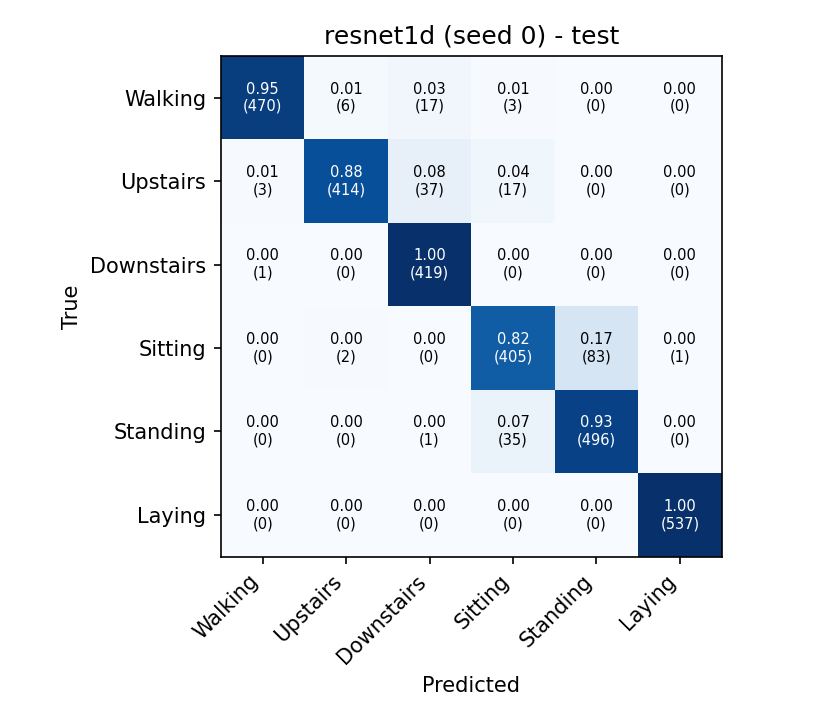 resnet1d (seed 0) - test
Walking
0.95 0.01 0.03 0.01 0.00 0.00
(470) (6) (17) (3) (0) (0)
Upstairs
0.01 0.88 0.08 0.04 0.00 0.00
(3) (414) (37) (17) (0) (0)
Downstairs
0.00 0.00 1.00 0.00 0.00 0.00
(1) (0) (419) (0) (0) (0)
Sitting
0.00 0.00 0.00 0.82 0.17 0.00
(0) (2) (0) (405) (83) (1)
Standing
0.00 0.00 0.00 0.07 0.93 0.00
(0) (0) (1) (35) (496) (0)
Laying
0.00 0.00 0.00 0.00 0.00 1.00
(0) (0) (0) (0) (0) (537)
True
Walking Upstairs Downstairs Sitting Standing Laying
Predicted